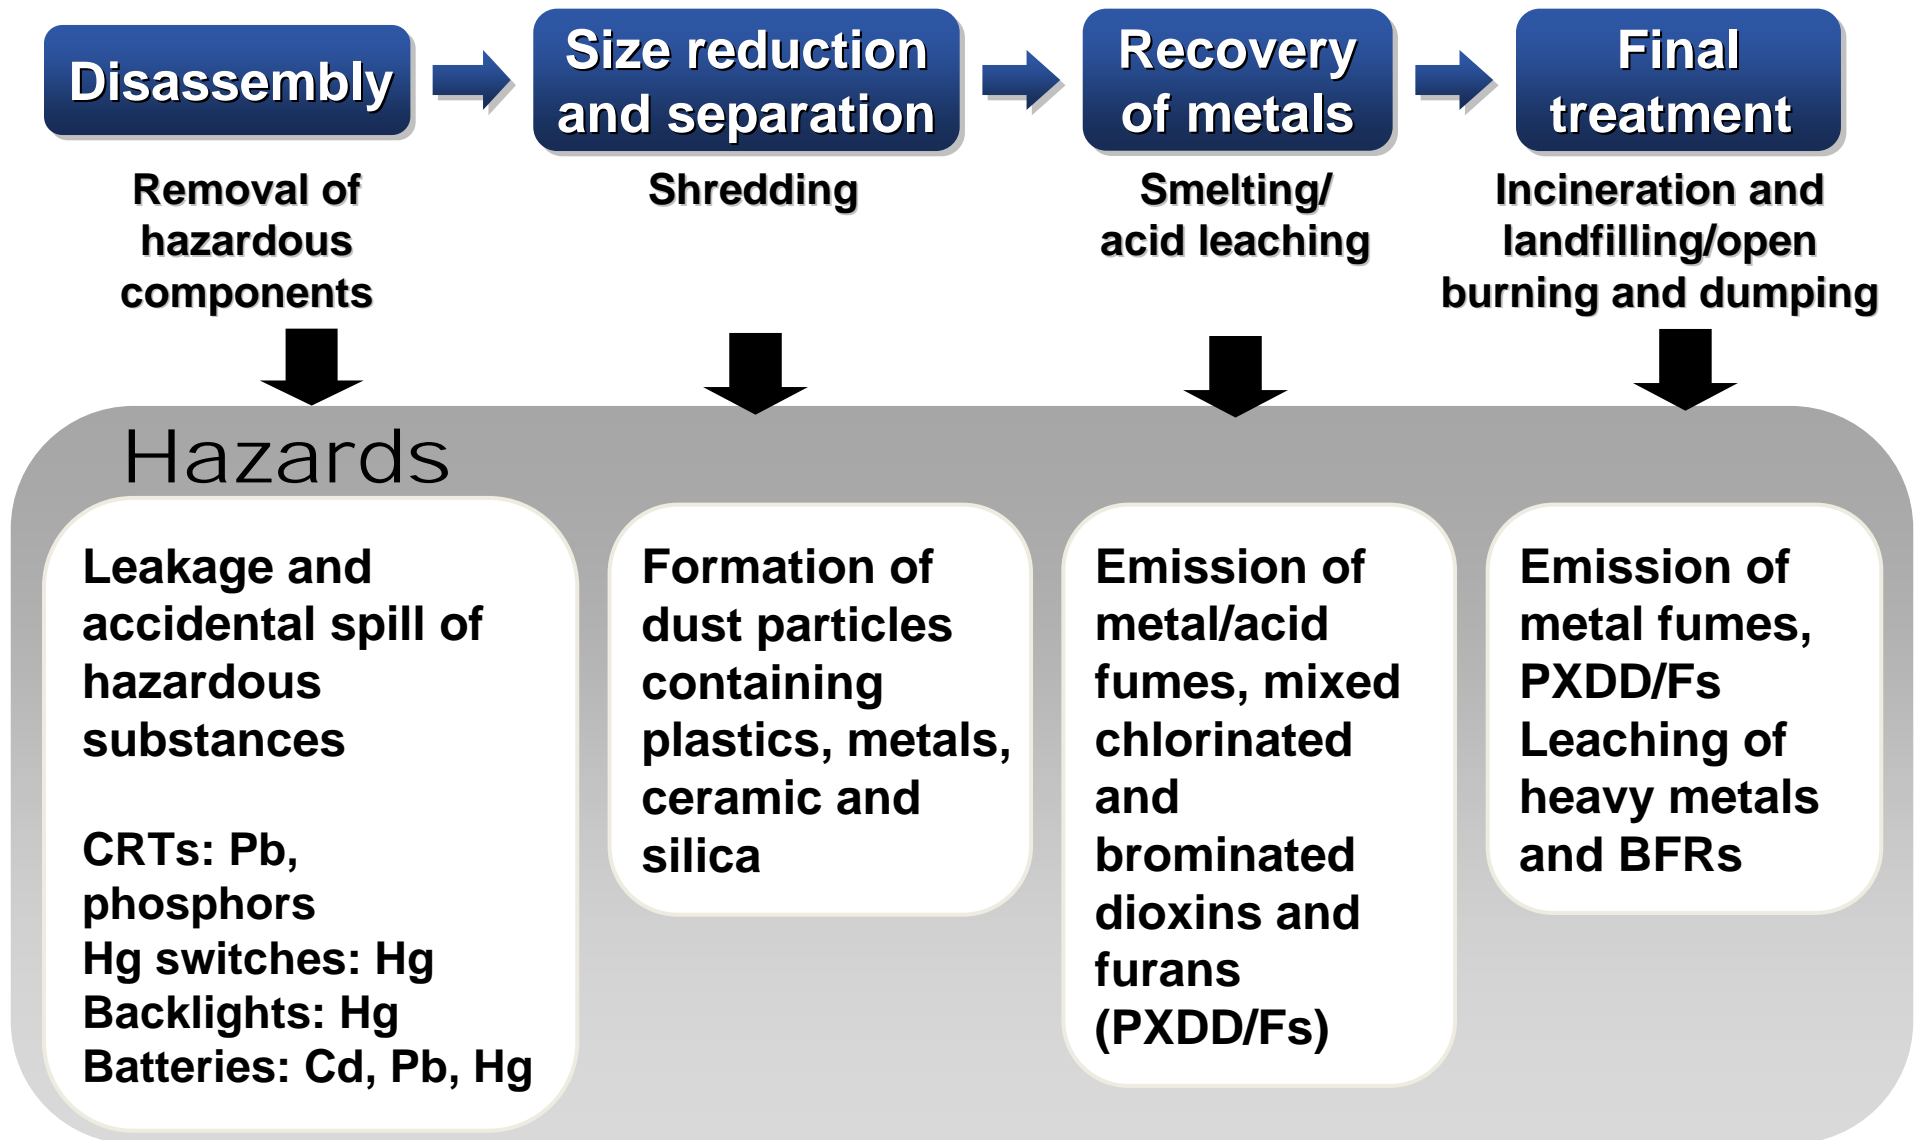 Disassembly
Size reduction
and separation
Recovery
of metals
Final
treatment
Removal of
hazardous
components
Shredding
Smelting/
acid leaching
Incineration and
landfilling/open
burning and dumping
Hazards
Leakage and
accidental spill of
hazardous
substances
CRTs: Pb,
phosphors
Hg switches: Hg
Backlights: Hg
Batteries: Cd, Pb, Hg
Formation of
dust particles
containing
plastics, metals,
ceramic and
silica
Emission of
metal/acid
fumes, mixed
chlorinated
and
brominated
dioxins and
furans
(PXDD/Fs)
Emission of
metal fumes,
PXDD/Fs
Leaching of
heavy metals
and BFRs